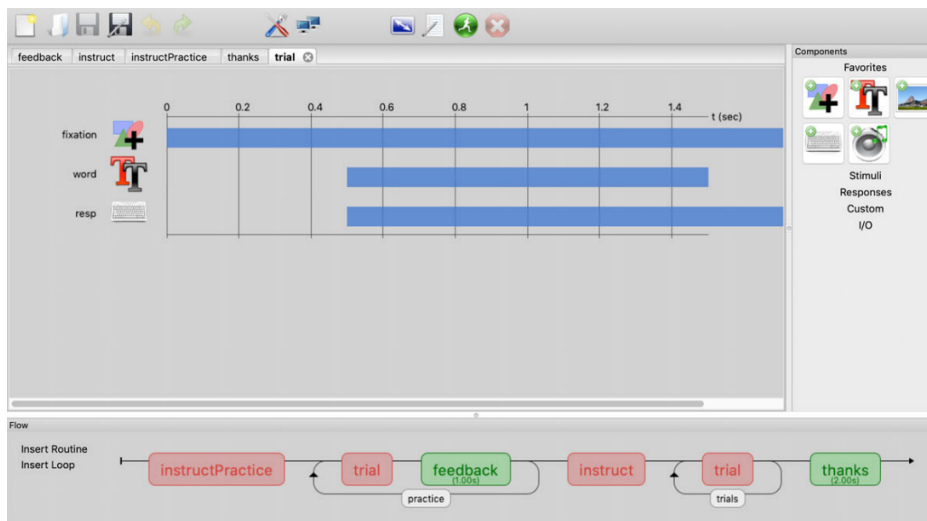 feedback instruct instructPractice thanks trial
Components
Favorites
Stimuli
Responses
Custom
I/O
0 0.2 0.4 0.6 0.8 1 1.2 1.4
t (sec)
fixation
word
resp
Flow
Insert Routine
Insert Loop
instructPractice trial feedback instruct trial thanks
(1.00s) (2.00s)
practice trials